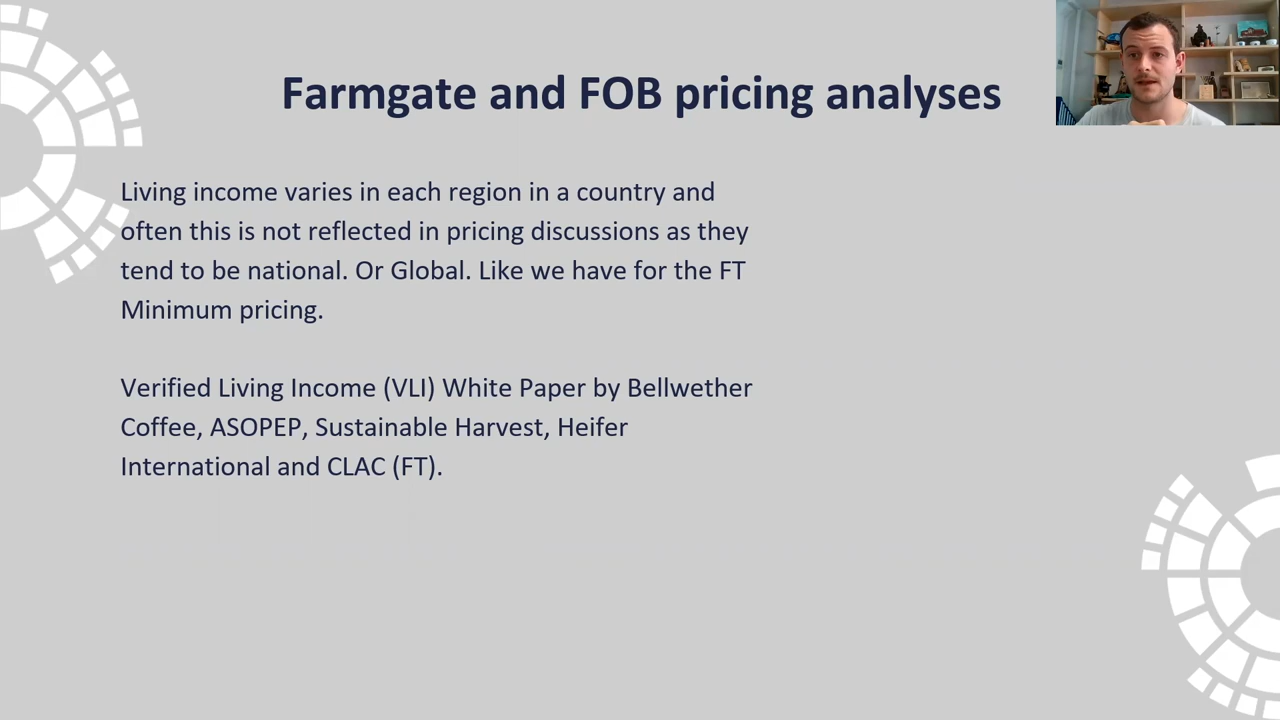 Farmgate and FOB pricing analyses
Living income varies in each region in a country and
often this is not reflected in pricing discussions as they
tend to be national. Or Global. Like we have for the FT
Minimum pricing.
Verified Living Income (VLI) White Paper by Bellwether
Coffee, ASOPEP, Sustainable Harvest, Heifer
International and CLAC (FT).